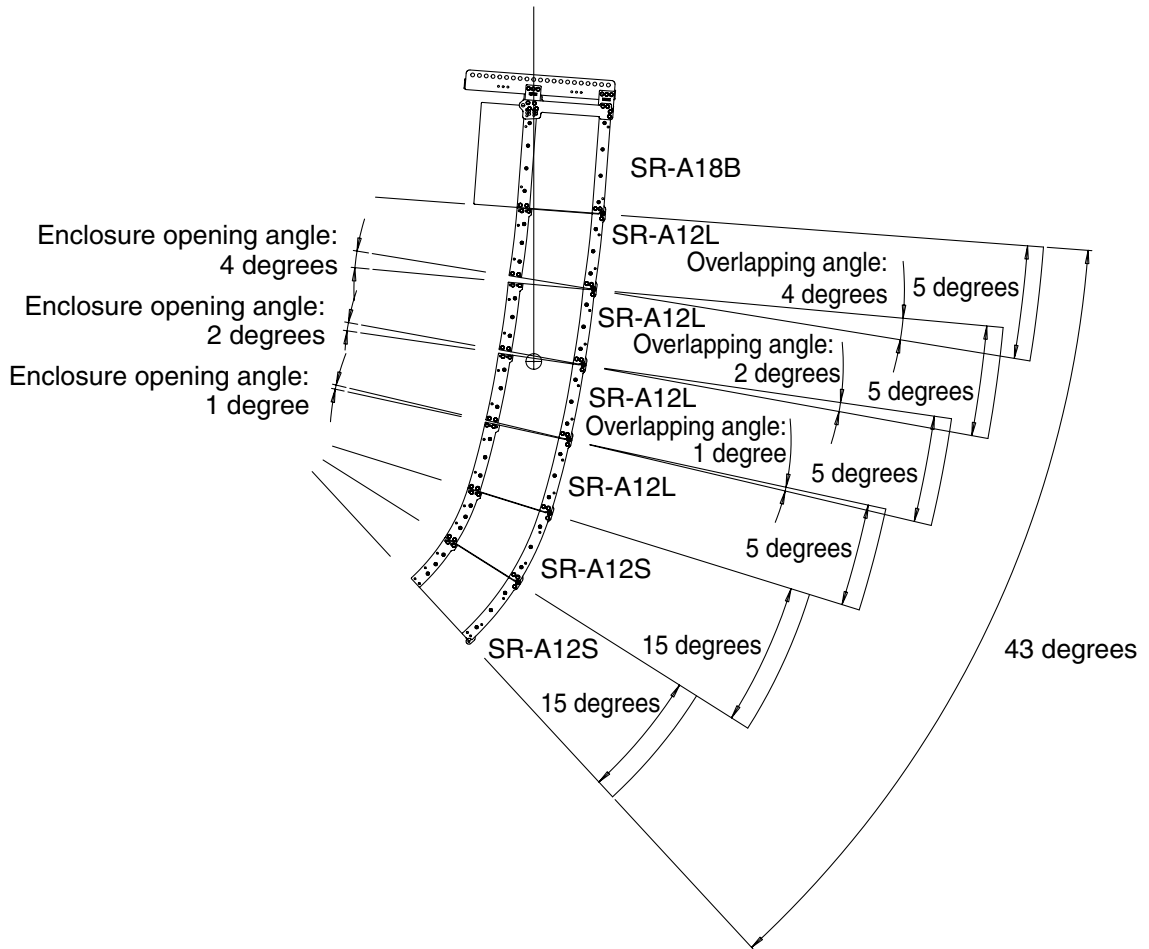 SR-A18B
SR-A12L
Enclosure opening angle:
4 degrees
Overlapping angle:
4 degrees
5 degrees
Enclosure opening angle:
2 degrees
SR-A12L
Overlapping angle:
2 degrees
5 degrees
Enclosure opening angle:
1 degree
SR-A12L
Overlapping angle:
1 degree
5 degrees
SR-A12L
5 degrees
SR-A12S
15 degrees
SR-A12S
15 degrees
43 degrees